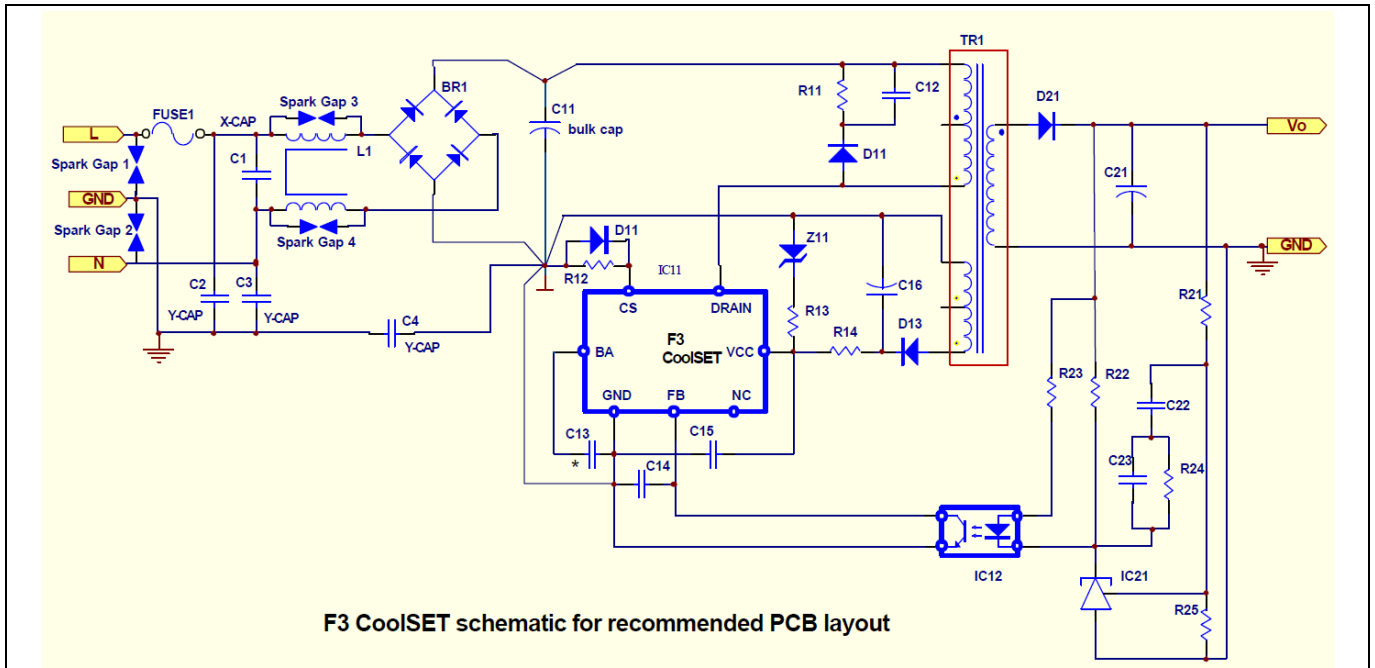 TR1
BR1
Spark Gap 3
FUSE1
X-CAP
L
C11
bulk cap
R11
C12
D21
Vo
Spark Gap 1
C1
L1
D11
C21
GND
Spark Gap 2
Spark Gap 4
N
D11
R12
IC11
Z11
C16
GND
C2
C3
Y-CAP
Y-CAP
C4
Y-CAP
CS
DRAIN
F3
CoolSET
BA
VCC
GND
FB
NC
R13
R14
D13
R21
R23
R22
C22
C13
*
C15
C14
C23
R24
IC12
IC21
R25
F3 CoolSET schematic for recommended PCB layout